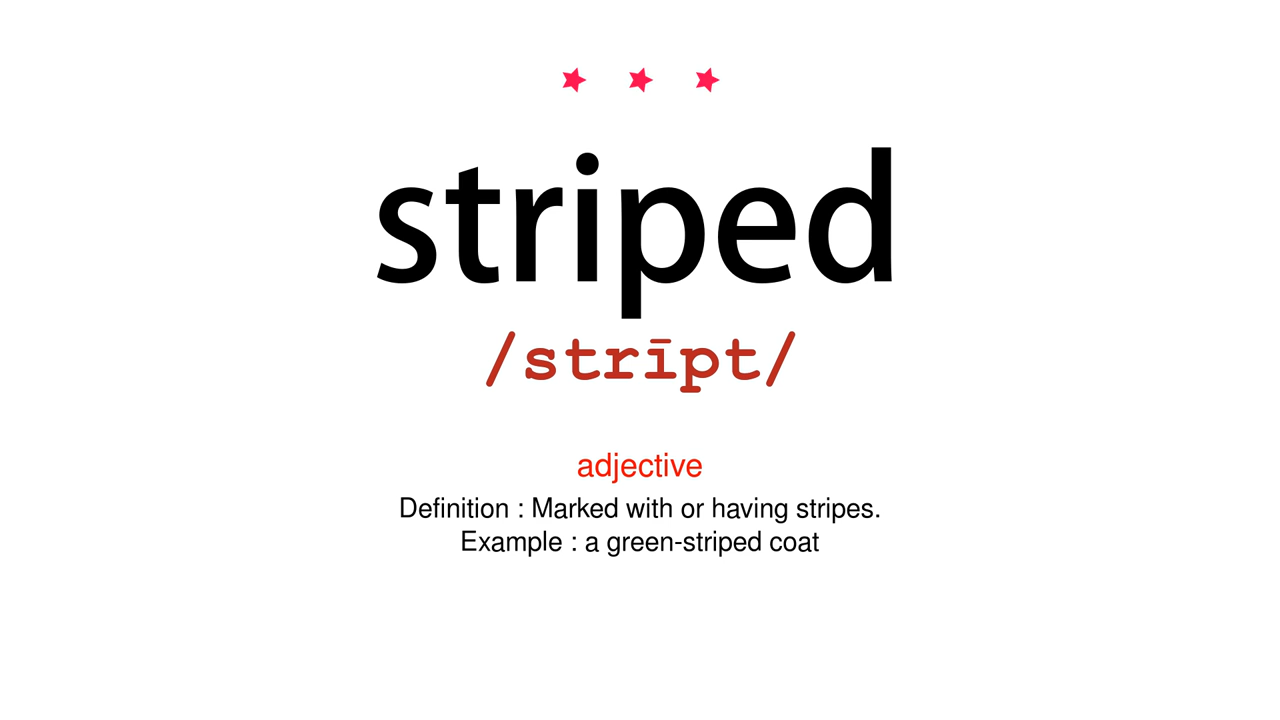 striped
/strīpt/
adjective
Definition : Marked with or having stripes.
Example : a green-striped coat